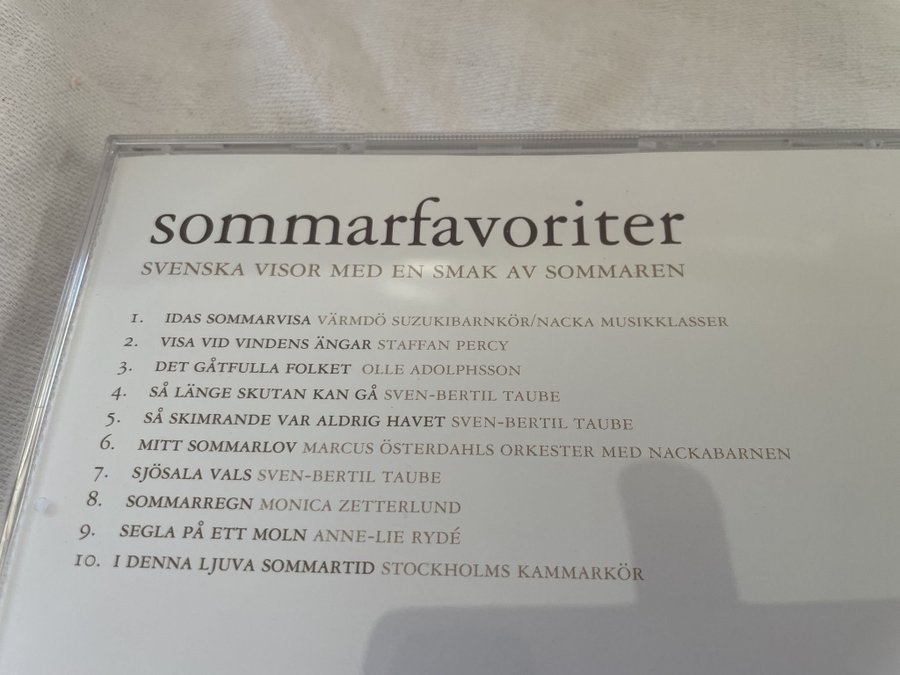 sommarfavoriter
SVENSKA VISOR MED EN SMAK AV SOMMAREN
1. IDAS SOMMARVISA VÄRMDÖ SUZUKIBARNKÖR/NACKA MUSIKKLASSER
2. VISA VID VINDENS ÄNGAR STAFFAN PERCY
3. DET GÅTFULLA FOLKET OLLE ADOLPHSSON
4. SÅ LÄNGE SKUTAN KAN GÅ SVEN-BERTIL TAUBE
5. SÅ SKIMRANDE VAR ALDRIG HAVET SVEN-BERTIL TAUBE
6. MITT SOMMARLOV MARCUS ÖSTERDAHLS ORKESTER MED NACKABARNEN
7. SJÖSALA VALS SVEN-BERTIL TAUBE
8. SOMMARREGN MONICA ZETTERLUND
9. SEGLA PÅ ETT MOLN ANNE-LIE RYDÉ
10. I DENNA LJUVA SOMMARTID STOCKHOLMS KAMMARKÖR